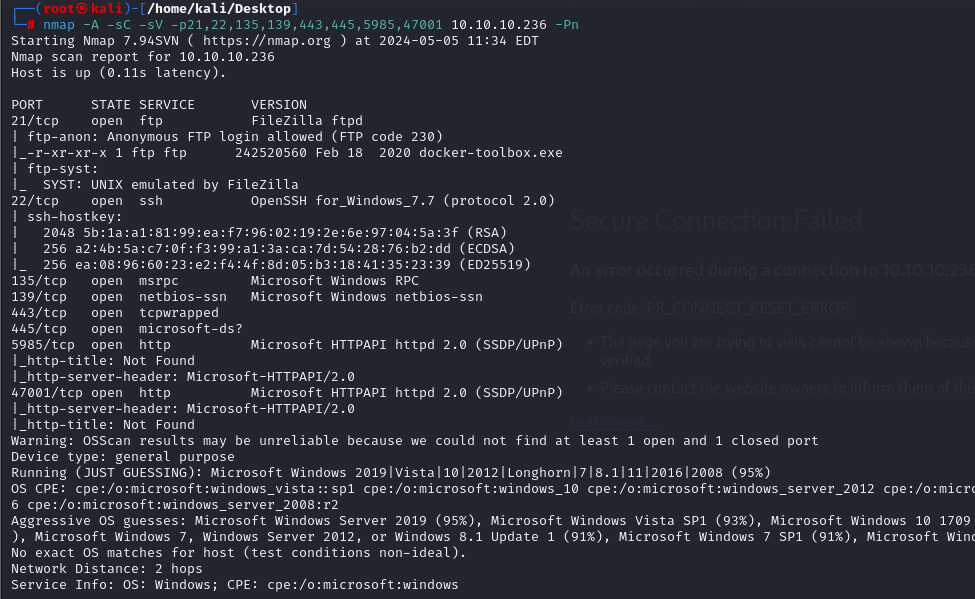 ┌──(root㉿kali)-[/home/kali/Desktop]
└─# nmap -A -sC -sV -p21,22,135,139,443,445,5985,47001 10.10.10.236 -Pn
Starting Nmap 7.94SVN ( https://nmap.org ) at 2024-05-05 11:34 EDT
Nmap scan report for 10.10.10.236
Host is up (0.11s latency).

PORT      STATE SERVICE       VERSION
21/tcp    open  ftp           FileZilla ftpd
| ftp-anon: Anonymous FTP login allowed (FTP code 230)
|_-r-xr-xr-x 1 ftp ftp      242520560 Feb 18  2020 docker-toolbox.exe
| ftp-syst:
|_  SYST: UNIX emulated by FileZilla
22/tcp    open  ssh           OpenSSH for_Windows_7.7 (protocol 2.0)
| ssh-hostkey:
|   2048 5b:1a:a1:81:99:ea:f7:96:02:19:2e:6e:97:04:5a:3f (RSA)
|   256 a2:4b:5a:c7:0f:f3:99:a1:3a:ca:7d:54:28:76:b2:dd (ECDSA)
|_  256 ea:08:96:60:23:e2:f4:4f:8d:05:b3:18:41:35:23:39 (ED25519)
135/tcp   open  msrpc         Microsoft Windows RPC
139/tcp   open  netbios-ssn   Microsoft Windows netbios-ssn
443/tcp   open  tcpwrapped
445/tcp   open  microsoft-ds?
5985/tcp  open  http          Microsoft HTTPAPI httpd 2.0 (SSDP/UPnP)
|_http-title: Not Found
|_http-server-header: Microsoft-HTTPAPI/2.0
47001/tcp open  http          Microsoft HTTPAPI httpd 2.0 (SSDP/UPnP)
|_http-server-header: Microsoft-HTTPAPI/2.0
|_http-title: Not Found
Warning: OSScan results may be unreliable because we could not find at least 1 open and 1 closed port
Device type: general purpose
Running (JUST GUESSING): Microsoft Windows 2019|Vista|10|2012|Longhorn|7|8.1|11|2016|2008 (95%)
OS CPE: cpe:/o:microsoft:windows_vista::sp1 cpe:/o:microsoft:windows_10 cpe:/o:microsoft:windows_server_2012 cpe:/o:micr
6 cpe:/o:microsoft:windows_server_2008:r2
Aggressive OS guesses: Microsoft Windows Server 2019 (95%), Microsoft Windows Vista SP1 (93%), Microsoft Windows 10 1709
), Microsoft Windows 7, Windows Server 2012, or Windows 8.1 Update 1 (91%), Microsoft Windows 7 SP1 (91%), Microsoft Win
No exact OS matches for host (test conditions non-ideal).
Network Distance: 2 hops
Service Info: OS: Windows; CPE: cpe:/o:microsoft:windows
Secure Connection Failed
An error occurred during a connection to 10.10.10.236
Error code: PR_CONNECT_RESET_ERROR
• The page you are trying to view cannot be shown becaus
verified.
• Please contact the website owners to inform them of this
Learn more…